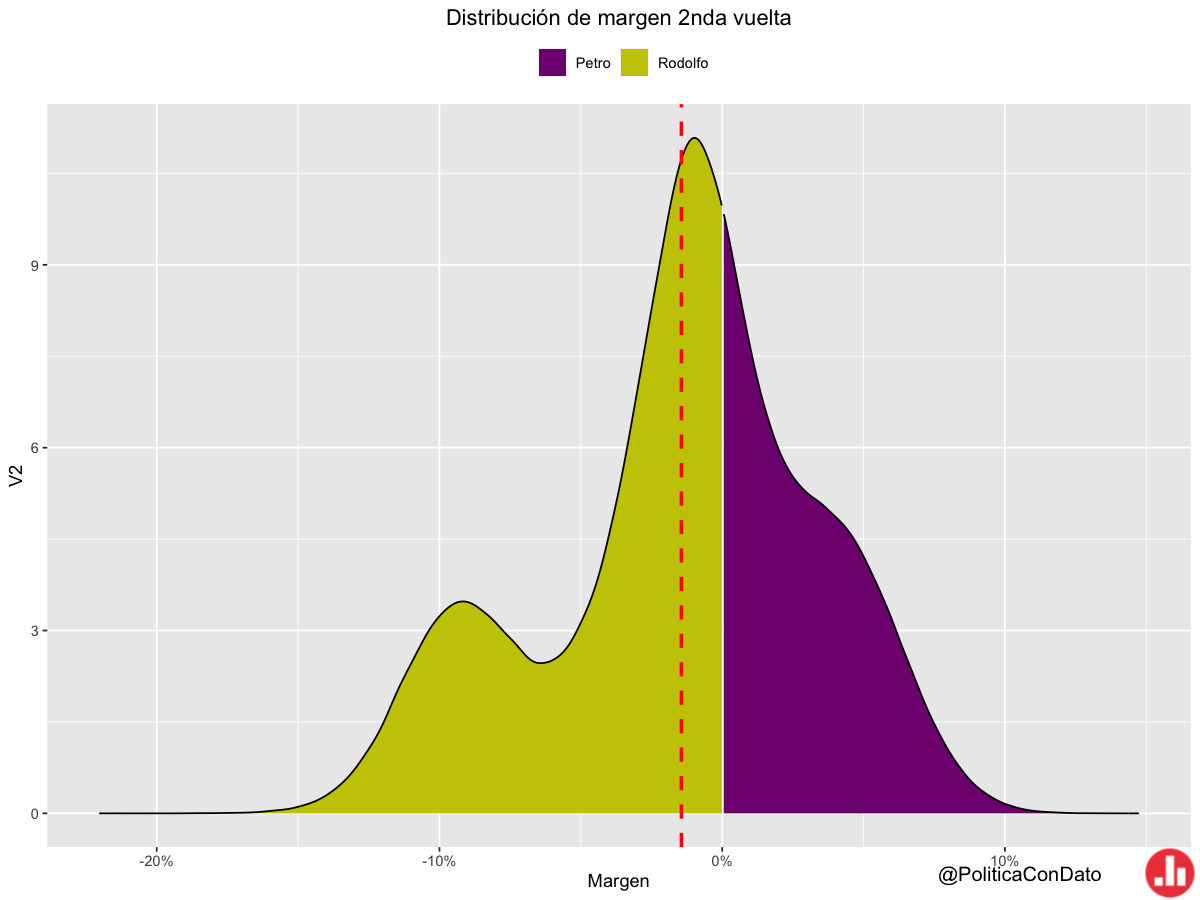 Distribución de margen 2nda vuelta
Petro Rodolfo
9
6
3
0
V2
-20% -10% 0% 10%
Margen
@PoliticaConDato